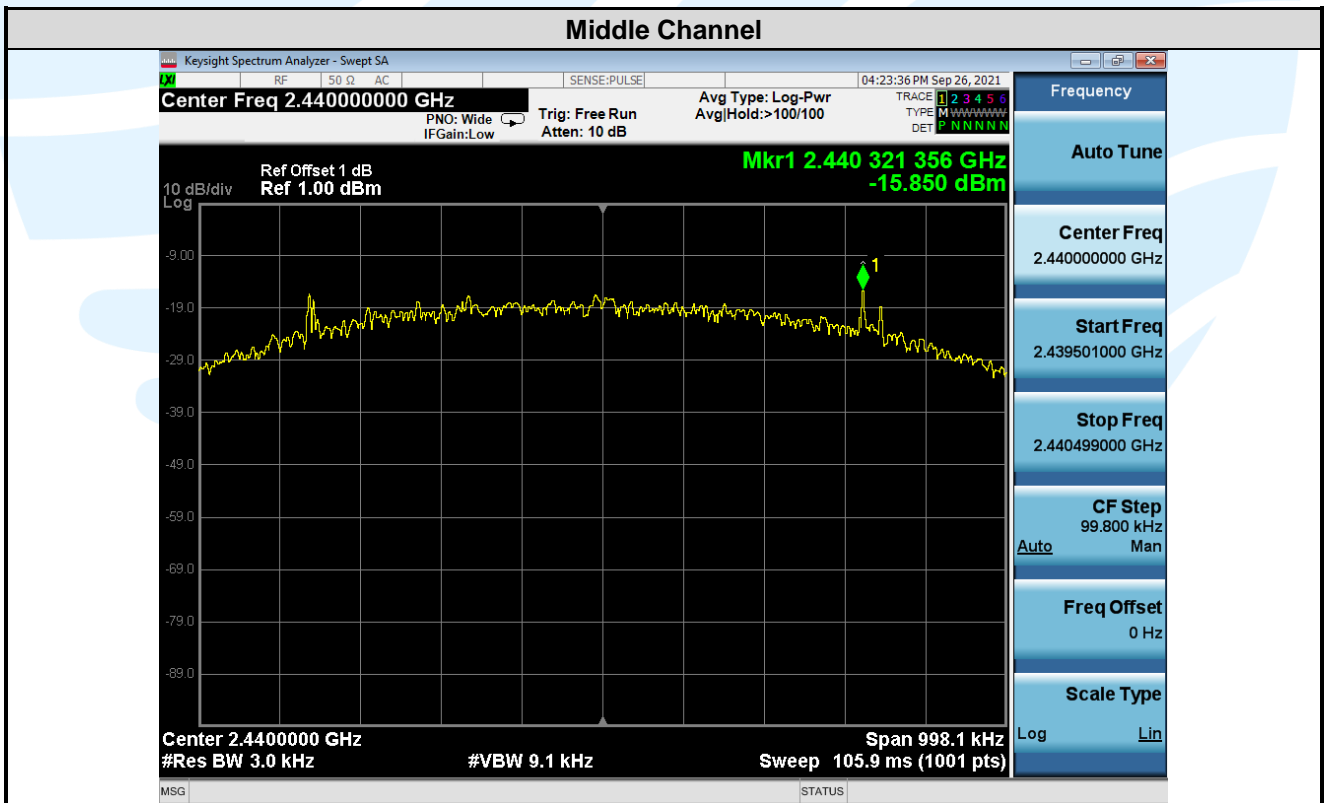 Middle Channel
Keysight Spectrum Analyzer - Swept SA
LXI RF 50 Ω AC SENSE:PULSE 04:23:36 PM Sep 26, 2021
Center Freq 2.440000000 GHz
PNO: Wide
IFGain:Low
Trig: Free Run
Atten: 10 dB
Avg Type: Log-Pwr
Avg|Hold:>100/100
TRACE 1 2 3 4 5 6
TYPE M WWWWW
DET P N N N N N
Mkr1 2.440 321 356 GHz
-15.850 dBm
Ref Offset 1 dB
10 dB/div Ref 1.00 dBm
Log
1
-9.00
-19.0
-29.0
-39.0
-49.0
-59.0
-69.0
-79.0
-89.0
Center 2.4400000 GHz Span 998.1 kHz
#Res BW 3.0 kHz #VBW 9.1 kHz Sweep 105.9 ms (1001 pts)
MSG STATUS
Frequency
Auto Tune
Center Freq
2.440000000 GHz
Start Freq
2.439501000 GHz
Stop Freq
2.440499000 GHz
CF Step
99.800 kHz
Auto Man
Freq Offset
0 Hz
Scale Type
Log Lin